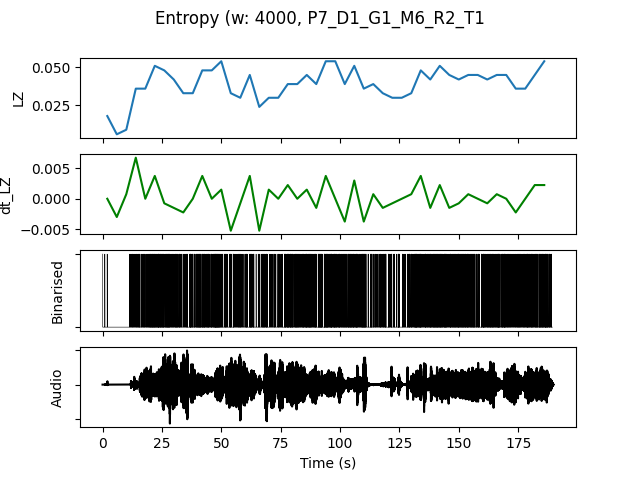 Entropy (w: 4000, P7_D1_G1_M6_R2_T1
0.050
0.025
LZ
0.005
0.000
−0.005
dt_LZ
Binarised
Audio
0 25 50 75 100 125 150 175
Time (s)